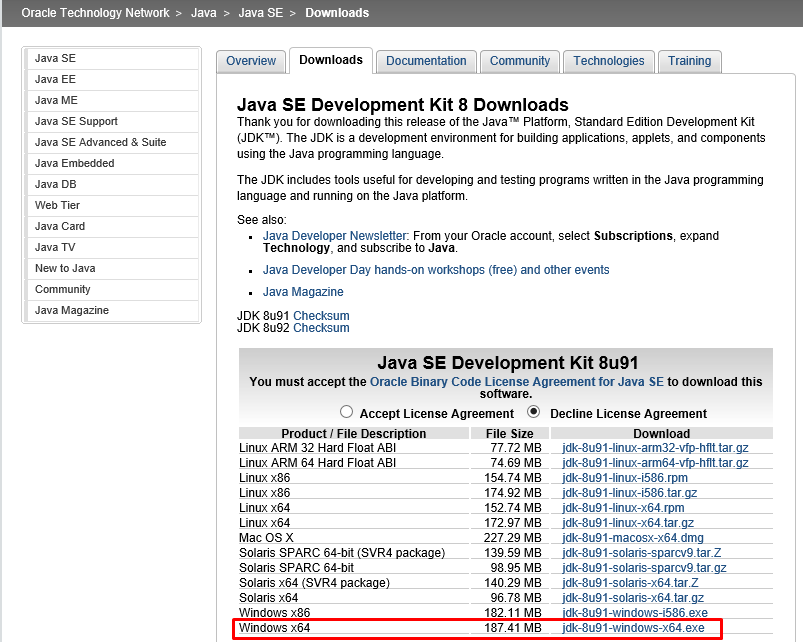 Oracle Technology Network > Java > Java SE > Downloads
Java SE
Java EE
Java ME
Java SE Support
Java SE Advanced & Suite
Java Embedded
Java DB
Web Tier
Java Card
Java TV
New to Java
Community
Java Magazine
Overview Downloads Documentation Community Technologies Training
Java SE Development Kit 8 Downloads
Thank you for downloading this release of the Java™ Platform, Standard Edition Development Kit
(JDK™). The JDK is a development environment for building applications, applets, and components
using the Java programming language.
The JDK includes tools useful for developing and testing programs written in the Java programming
language and running on the Java platform.
See also:
Java Developer Newsletter: From your Oracle account, select Subscriptions, expand
Technology, and subscribe to Java.
Java Developer Day hands-on workshops (free) and other events
Java Magazine
JDK 8u91 Checksum
JDK 8u92 Checksum
Java SE Development Kit 8u91
You must accept the Oracle Binary Code License Agreement for Java SE to download this
software.
Accept License Agreement Decline License Agreement
Product / File Description File Size Download
Linux ARM 32 Hard Float ABI 77.72 MB jdk-8u91-linux-arm32-vfp-hflt.tar.gz
Linux ARM 64 Hard Float ABI 74.69 MB jdk-8u91-linux-arm64-vfp-hflt.tar.gz
Linux x86 154.74 MB jdk-8u91-linux-i586.rpm
Linux x86 174.92 MB jdk-8u91-linux-i586.tar.gz
Linux x64 152.74 MB jdk-8u91-linux-x64.rpm
Linux x64 172.97 MB jdk-8u91-linux-x64.tar.gz
Mac OS X 227.29 MB jdk-8u91-macosx-x64.dmg
Solaris SPARC 64-bit (SVR4 package) 139.59 MB jdk-8u91-solaris-sparcv9.tar.Z
Solaris SPARC 64-bit 98.95 MB jdk-8u91-solaris-sparcv9.tar.gz
Solaris x64 (SVR4 package) 140.29 MB jdk-8u91-solaris-x64.tar.Z
Solaris x64 96.78 MB jdk-8u91-solaris-x64.tar.gz
Windows x86 182.11 MB jdk-8u91-windows-i586.exe
Windows x64 187.41 MB jdk-8u91-windows-x64.exe